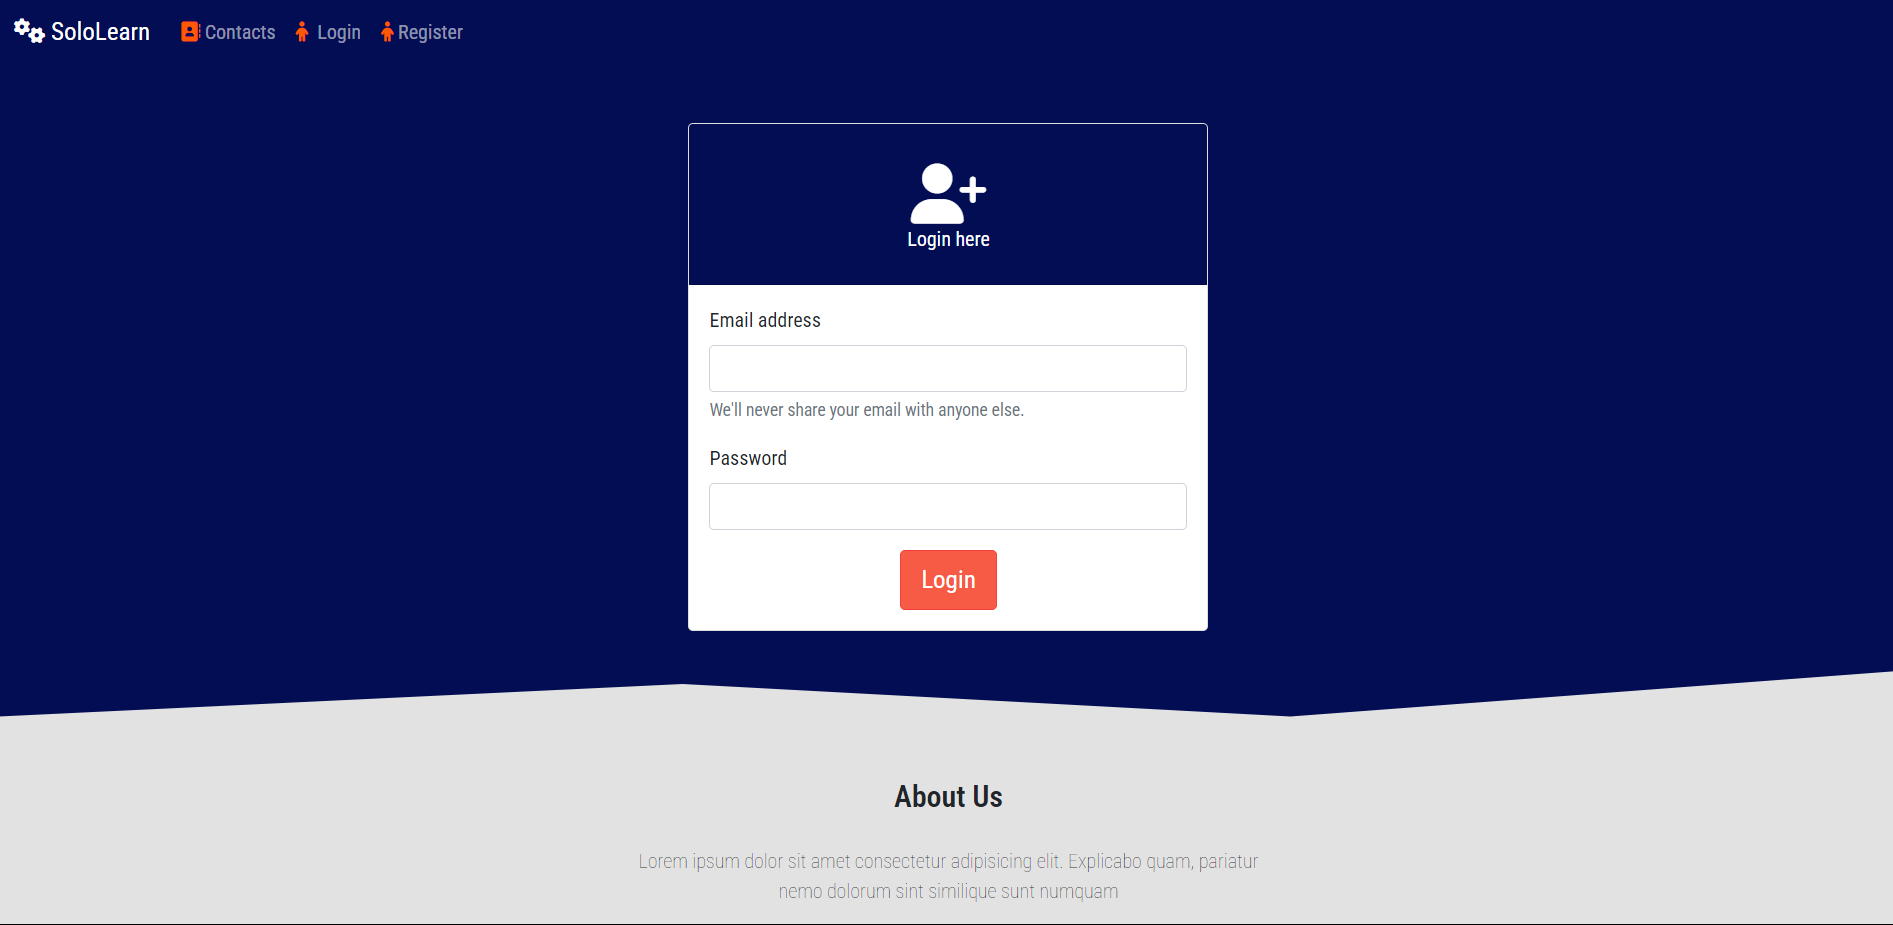 SoloLearn Contacts Login Register
Login here
Email address
We'll never share your email with anyone else.
Password
Login
About Us
Lorem ipsum dolor sit amet consectetur adipisicing elit. Explicabo quam, pariatur
nemo dolorum sint similique sunt numquam